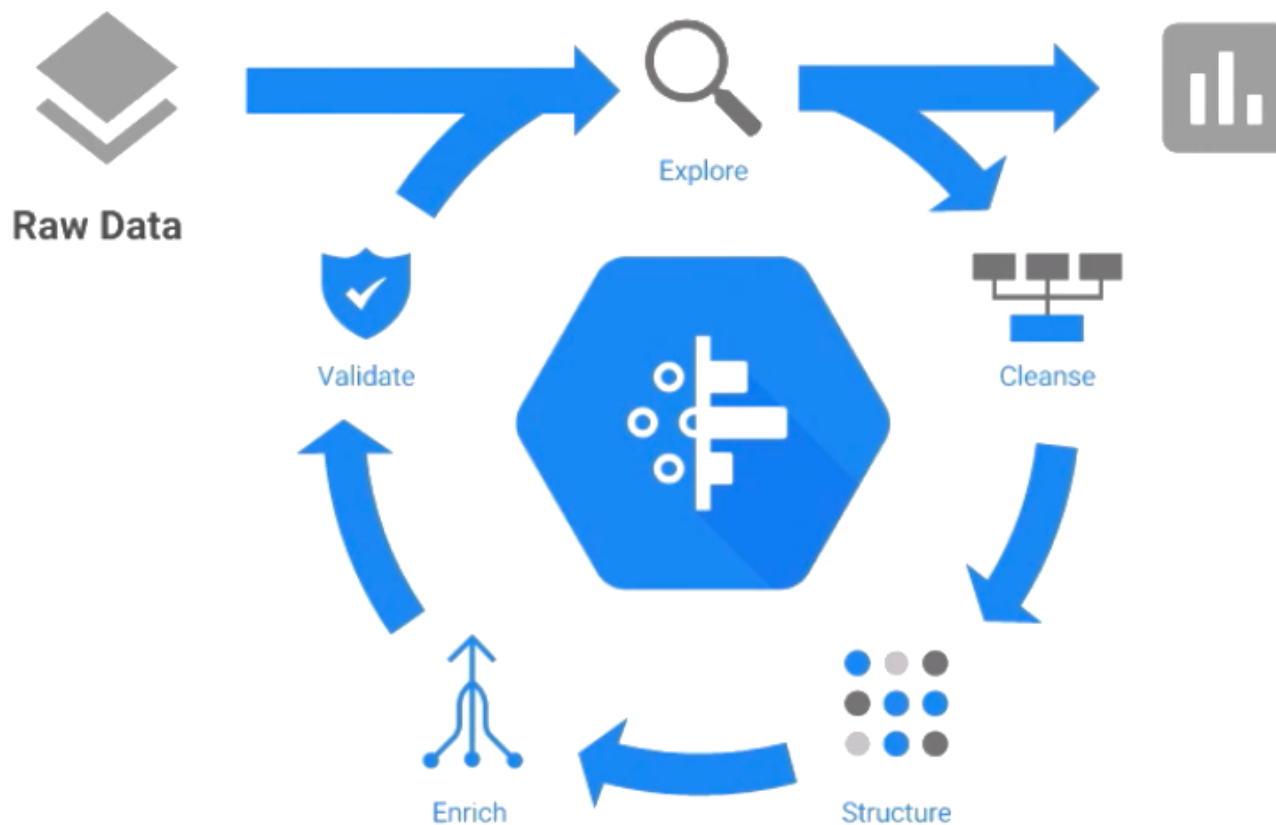 Explore
Raw Data
Validate
Cleanse
Enrich
Structure